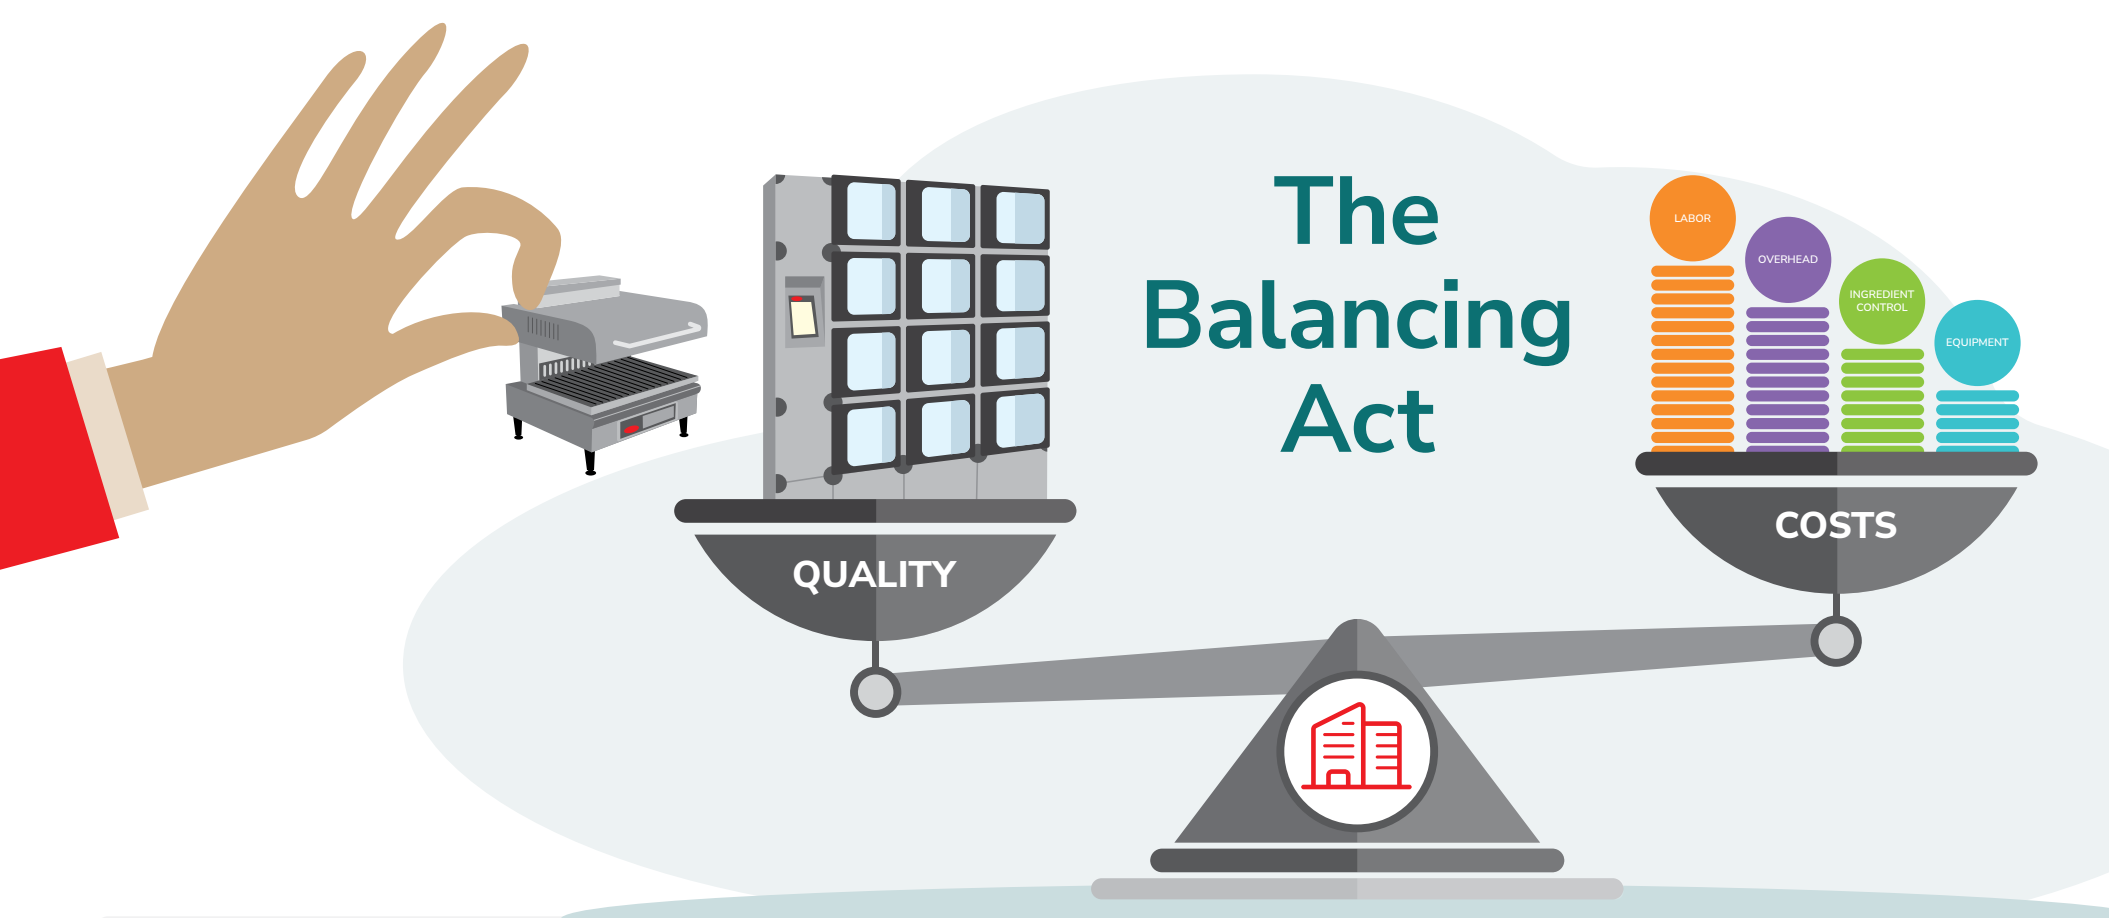 The
Balancing
Act
LABOR
OVERHEAD
INGREDIENT
CONTROL
EQUIPMENT
QUALITY
COSTS